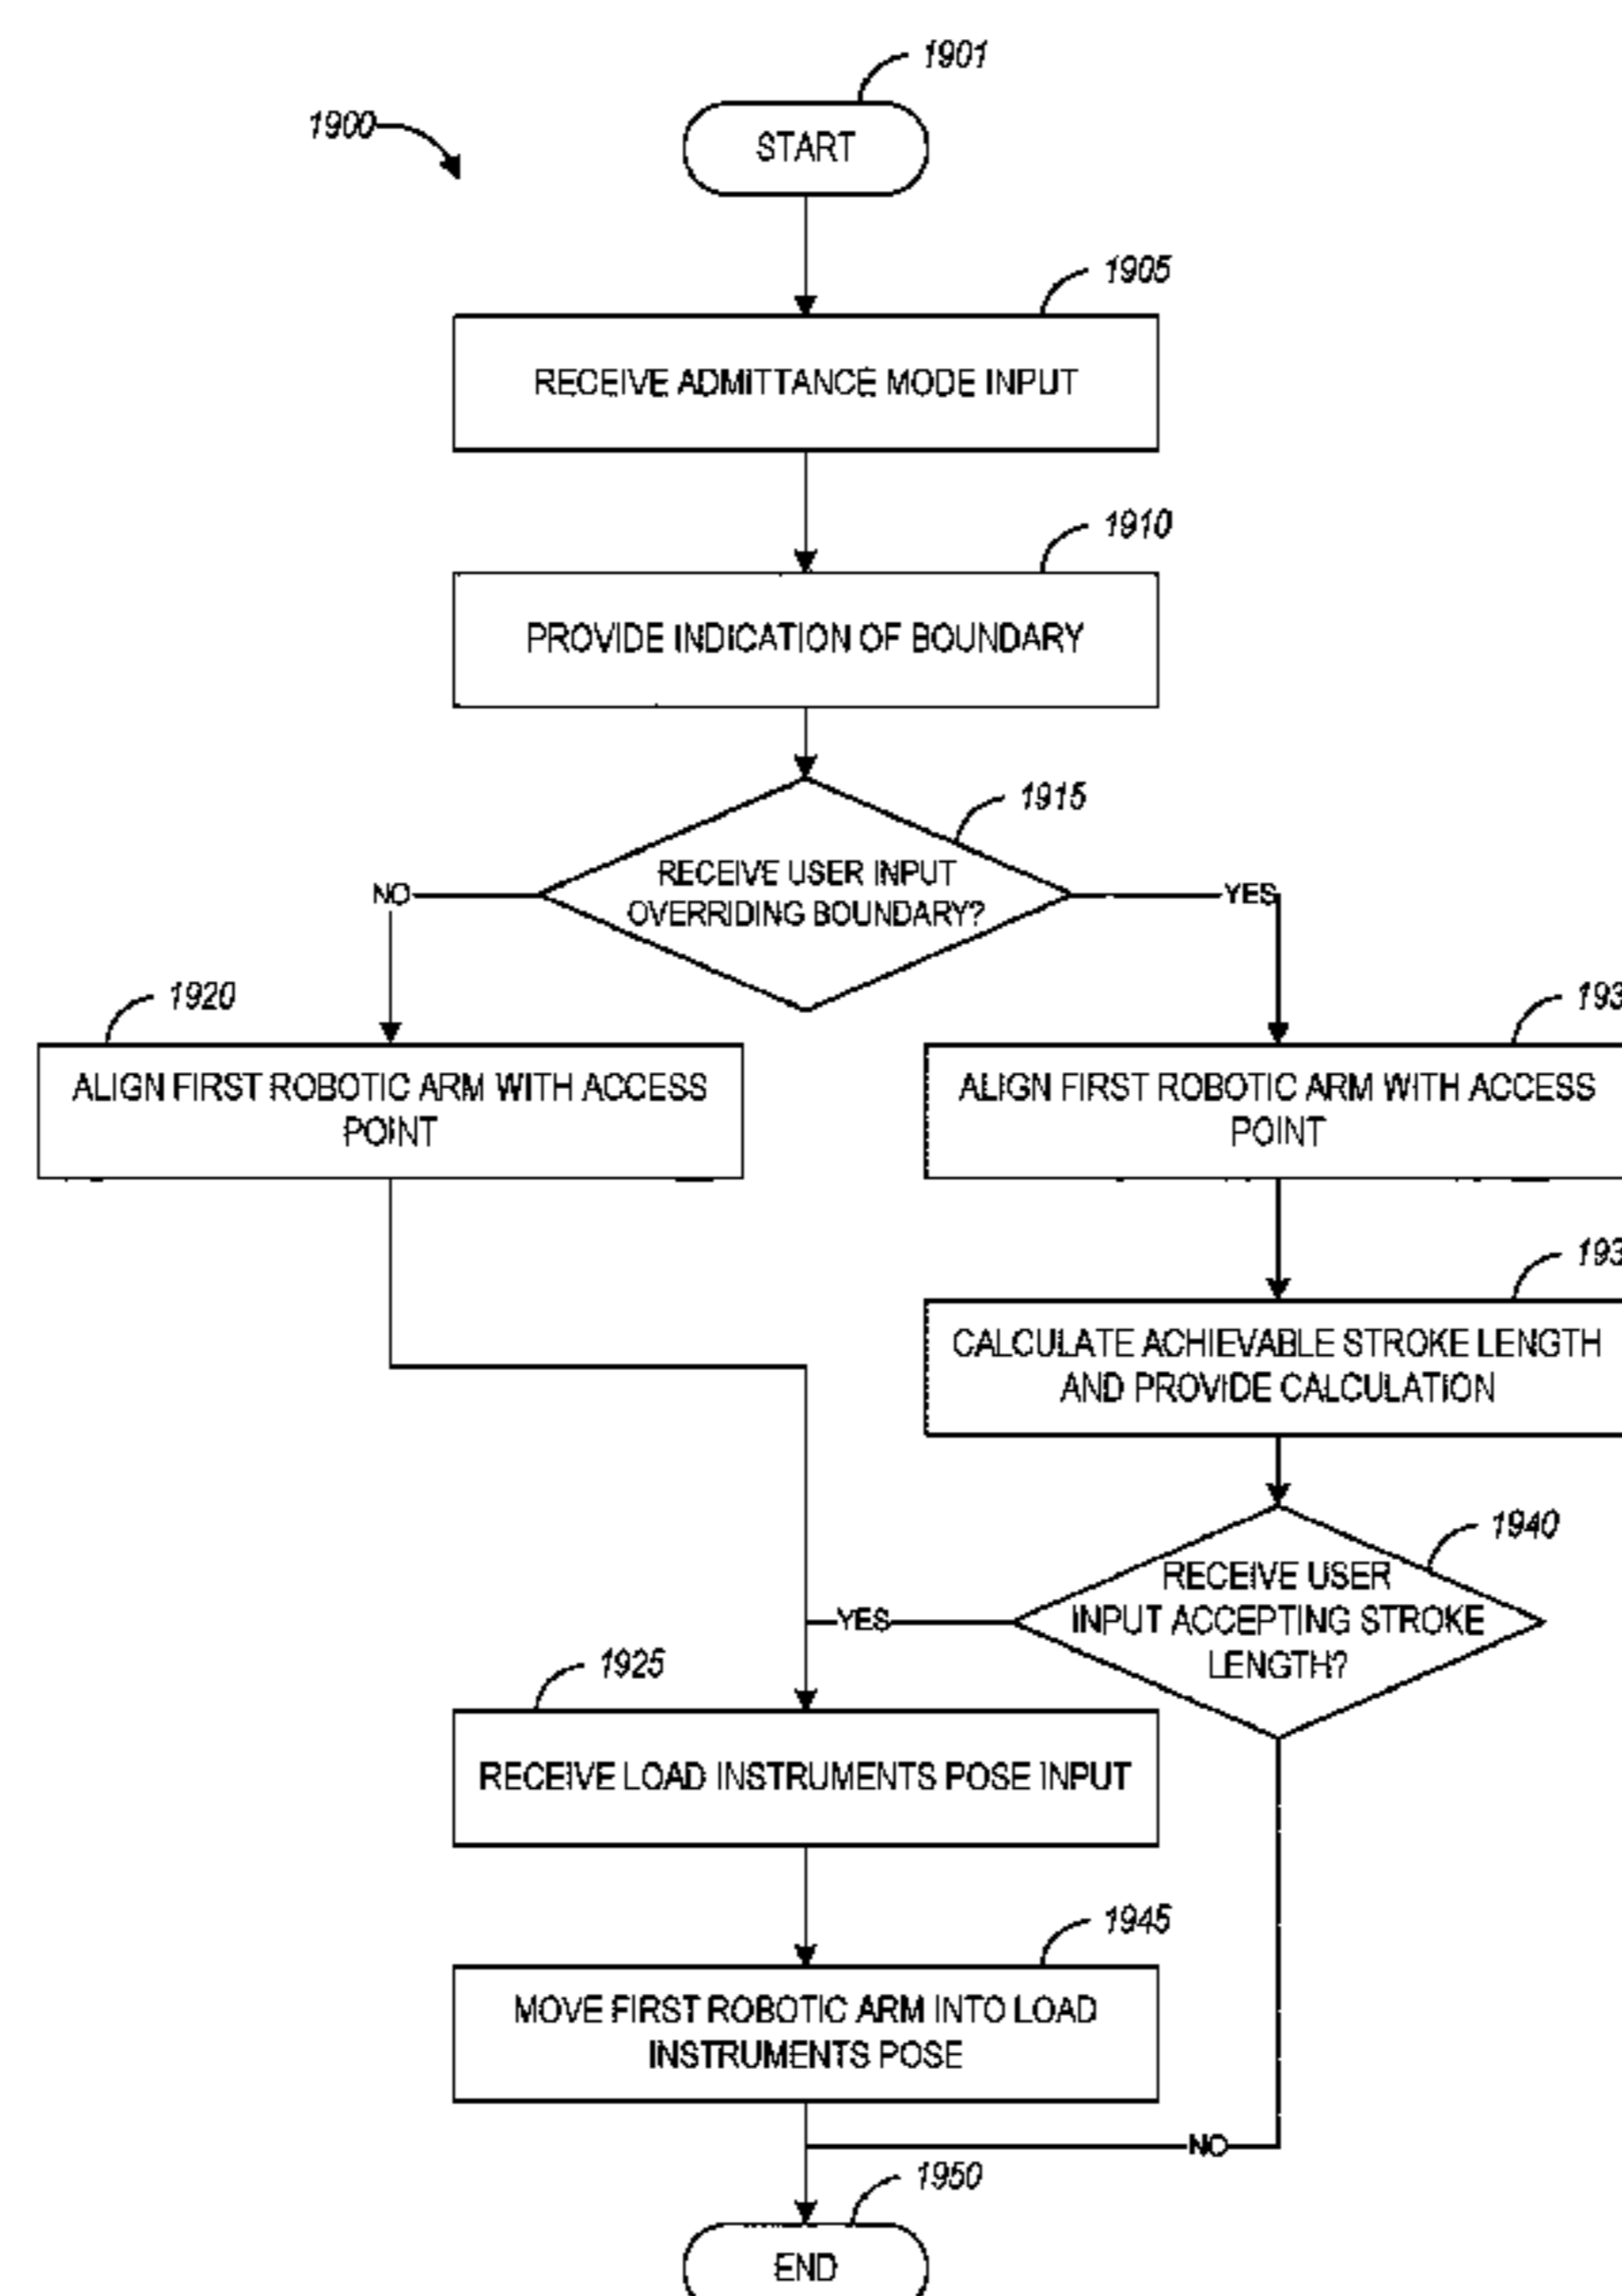 1901
1900
START
1905
RECEIVE ADMITTANCE MODE INPUT
1910
PROVIDE INDICATION OF BOUNDARY
1915
RECEIVE USER INPUT
OVERRIDING BOUNDARY?
NO
YES
1920
ALIGN FIRST ROBOTIC ARM WITH ACCESS
POINT
193
ALIGN FIRST ROBOTIC ARM WITH ACCESS
POINT
193
CALCULATE ACHIEVABLE STROKE LENGTH
AND PROVIDE CALCULATION
1940
RECEIVE USER
INPUT ACCEPTING STROKE
LENGTH?
YES
1925
RECEIVE LOAD INSTRUMENTS POSE INPUT
1945
MOVE FIRST ROBOTIC ARM INTO LOAD
INSTRUMENTS POSE
NO
1950
END